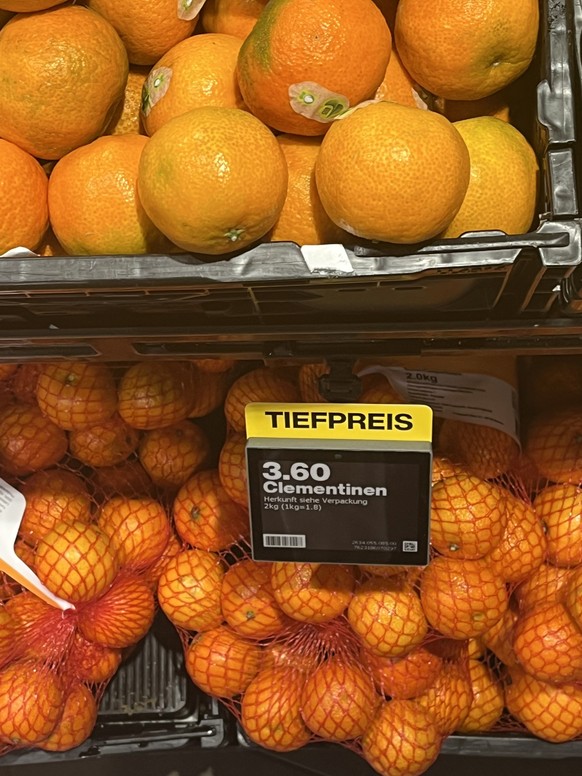 2.0kg
TIEFPREIS
3.60
Clementinen
Herkunft siehe Verpackung
2kg (1kg=1.8)